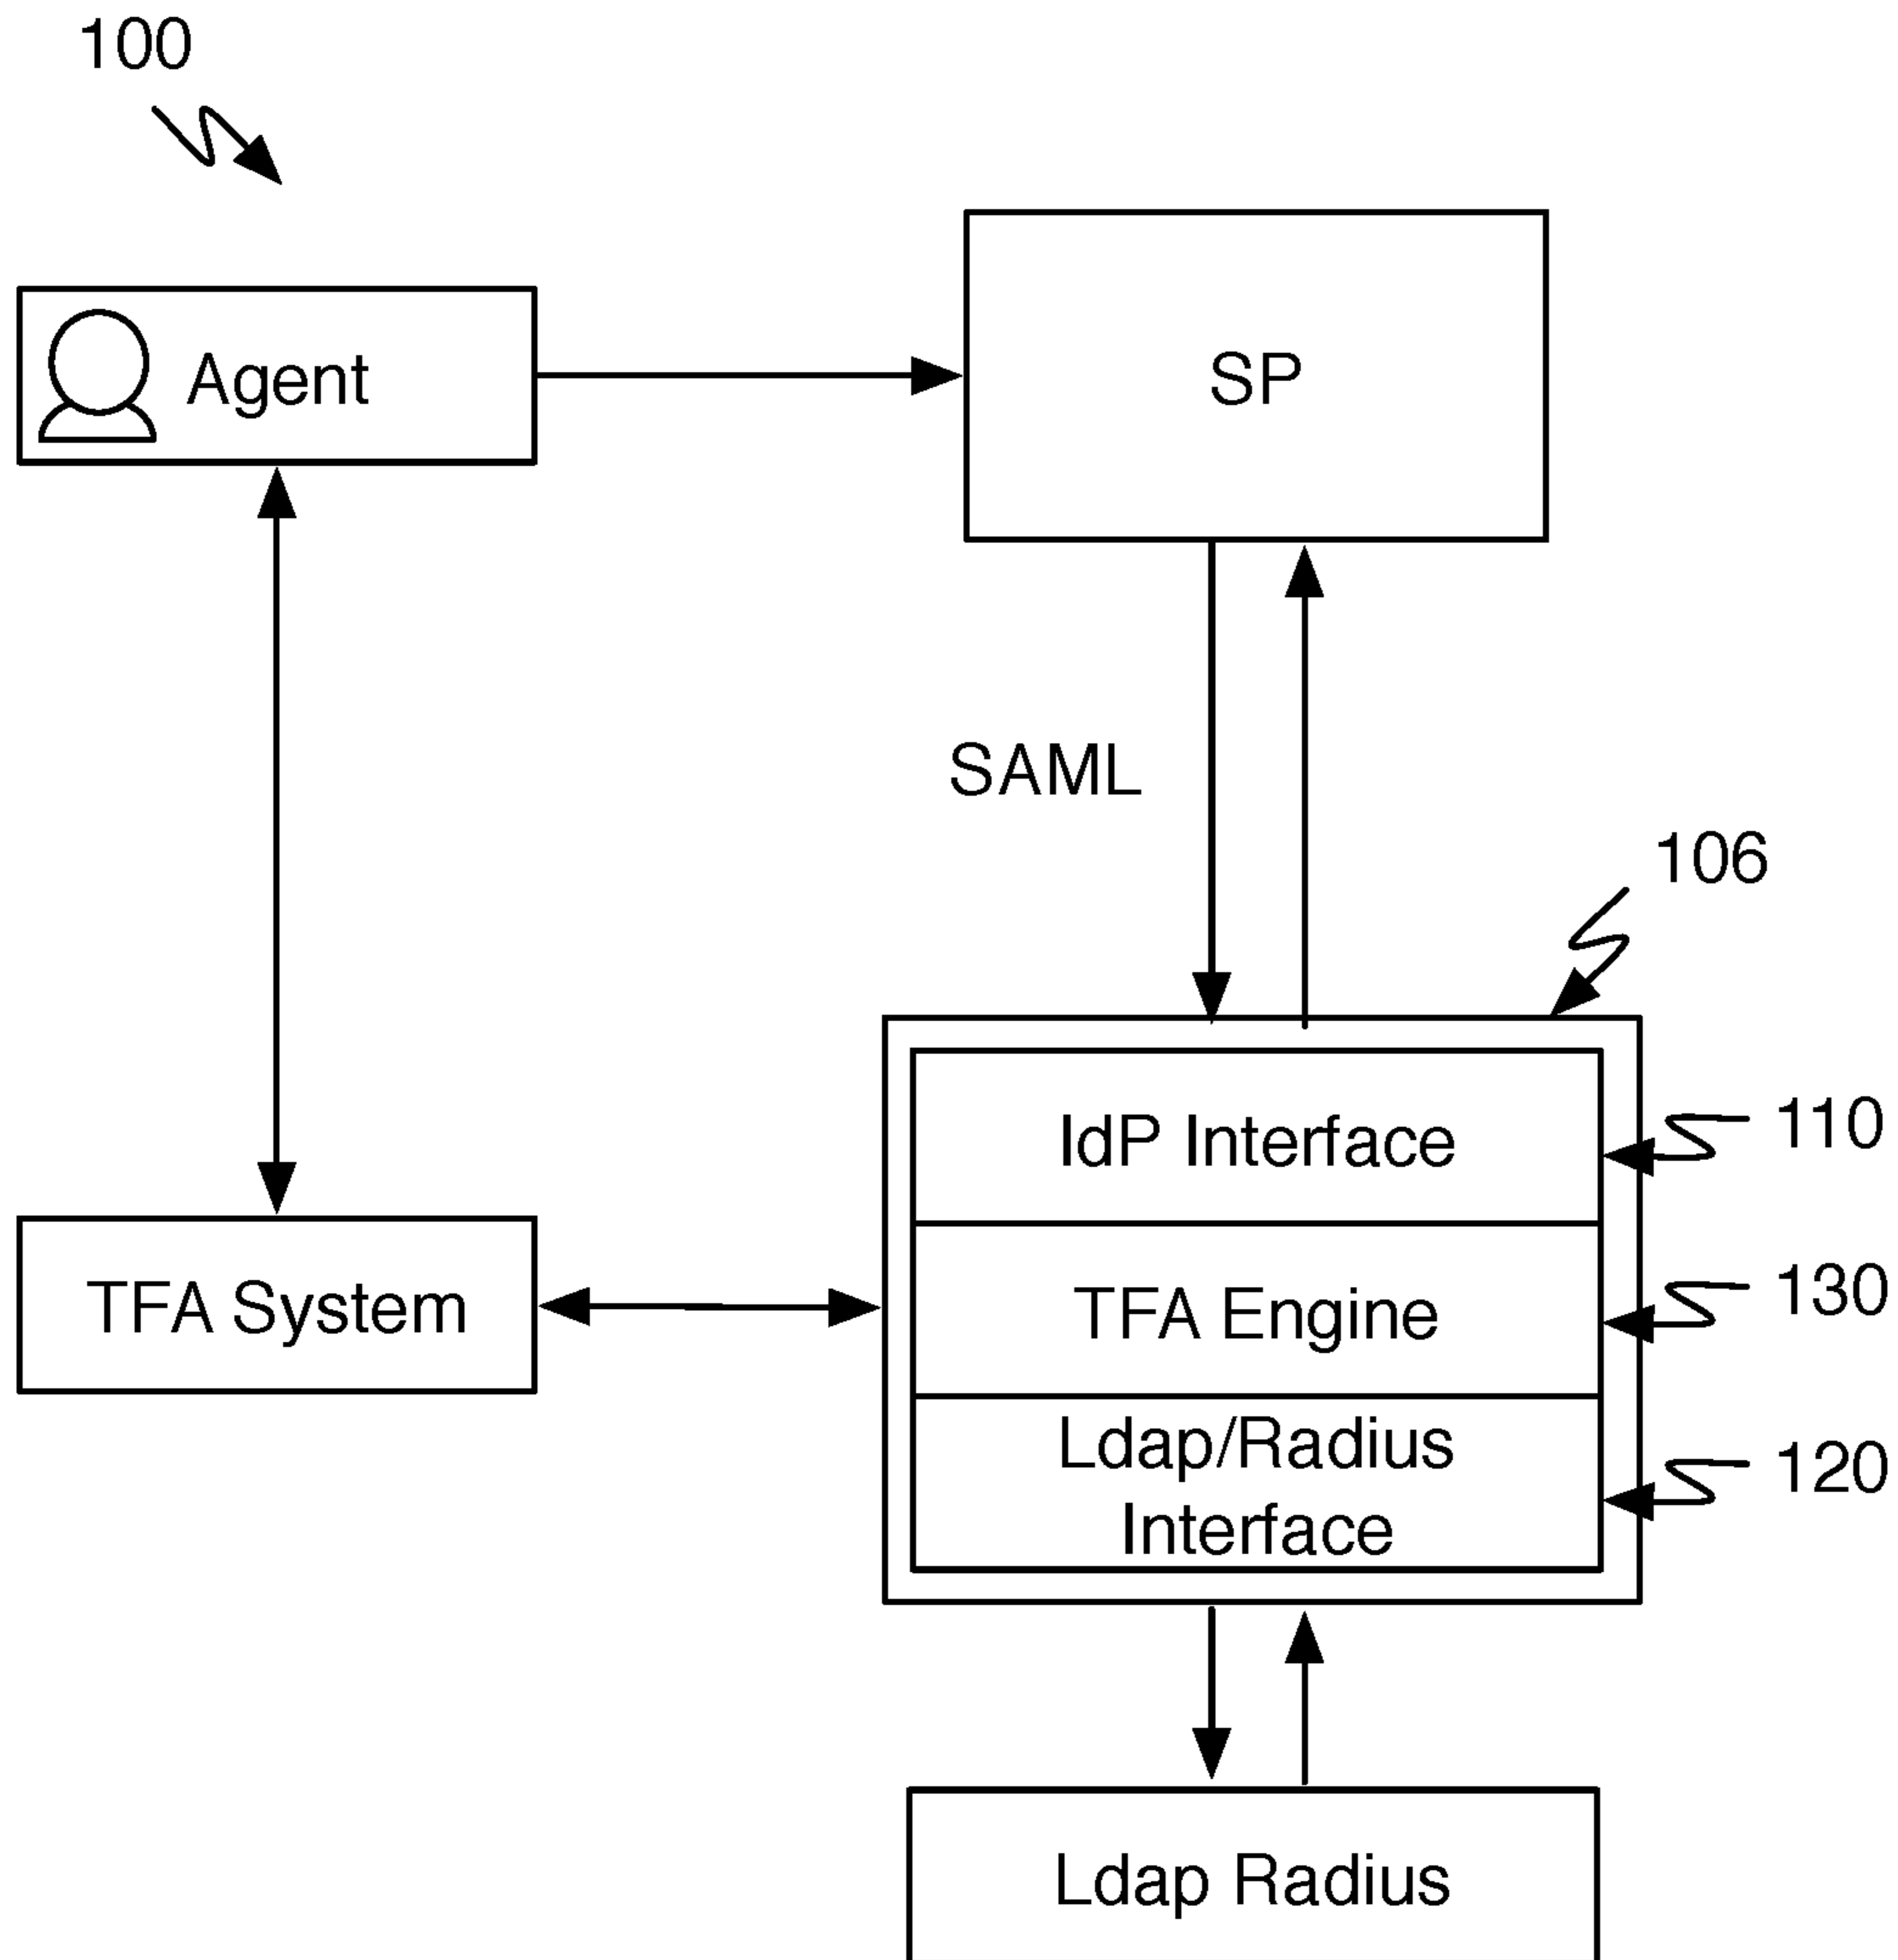 100
Agent
SP
SAML
106
IdP Interface
110
TFA System
TFA Engine
130
Ldap/Radius
Interface
120
Ldap Radius